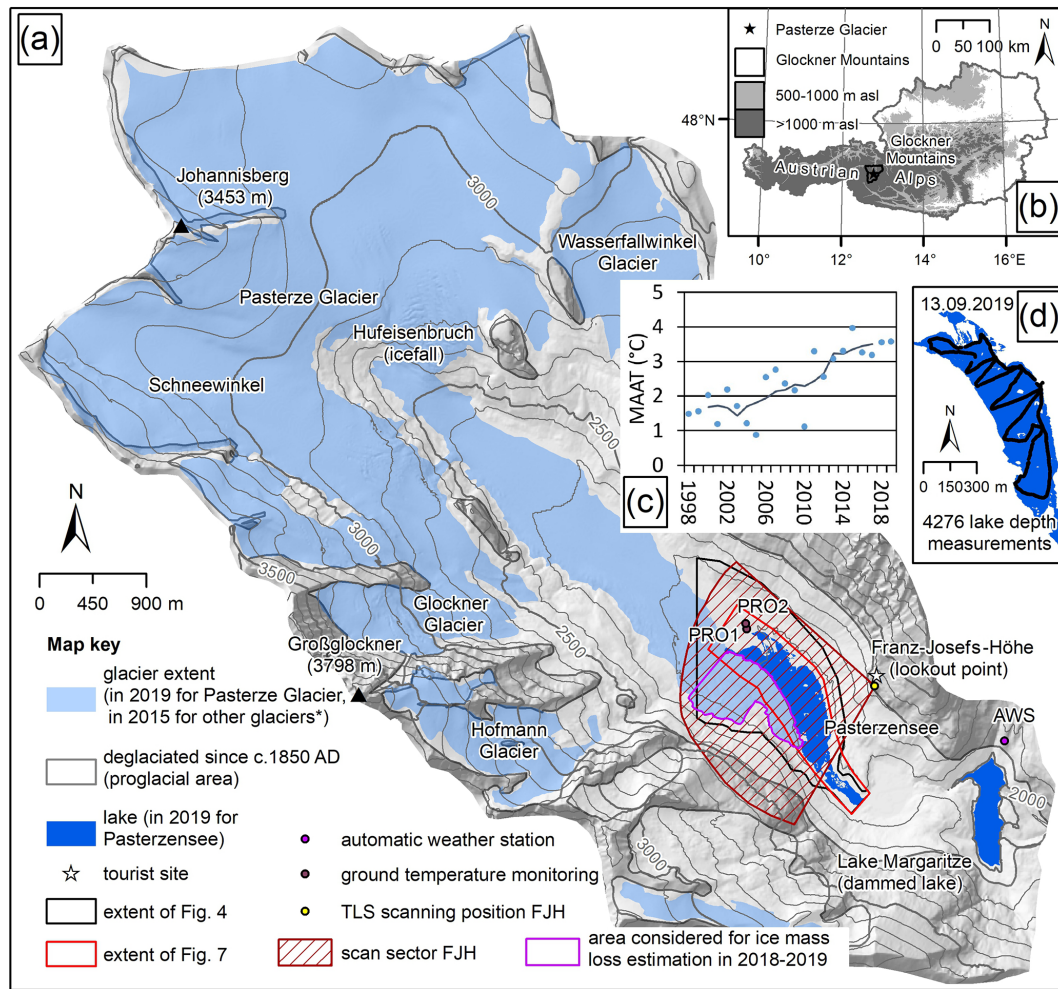 (a)
Johannisberg
(3453 m)
3000
Wasserfallwinkel
Glacier
Pasterze Glacier
Hufeisenbruch
(icefall)
Schneewinkel
2500
3000
3500
Glockner
Glacier
2500
Großglockner
(3798 m)
Hofmann
Glacier
PRO2
PRO1
Franz-Josefs-Höhe
(lookout point)
Pasterzensee
AWS
2000
Lake Margaritze
(dammed lake)
3000
N
0 450 900 m
Map key
glacier extent
(in 2019 for Pasterze Glacier,
in 2015 for other glaciers*)
deglaciated since c.1850 AD
(proglacial area)
lake (in 2019 for
Pasterzensee)
tourist site
extent of Fig. 4
extent of Fig. 7
automatic weather station
ground temperature monitoring
TLS scanning position FJH
scan sector FJH
area considered for ice mass
loss estimation in 2018-2019
Pasterze Glacier
Glockner Mountains
500-1000 m asl
>1000 m asl
0 50 100 km
N
48°N
Glockner
Mountains
Austrian Alps
(b)
10° 12° 14° 16°E
5
4
3
2
1
0
MAAT (°C)
1998
2002
2006
2010
2014
2018
(c)
13.09.2019
(d)
N
0 150300 m
4276 lake depth
measurements